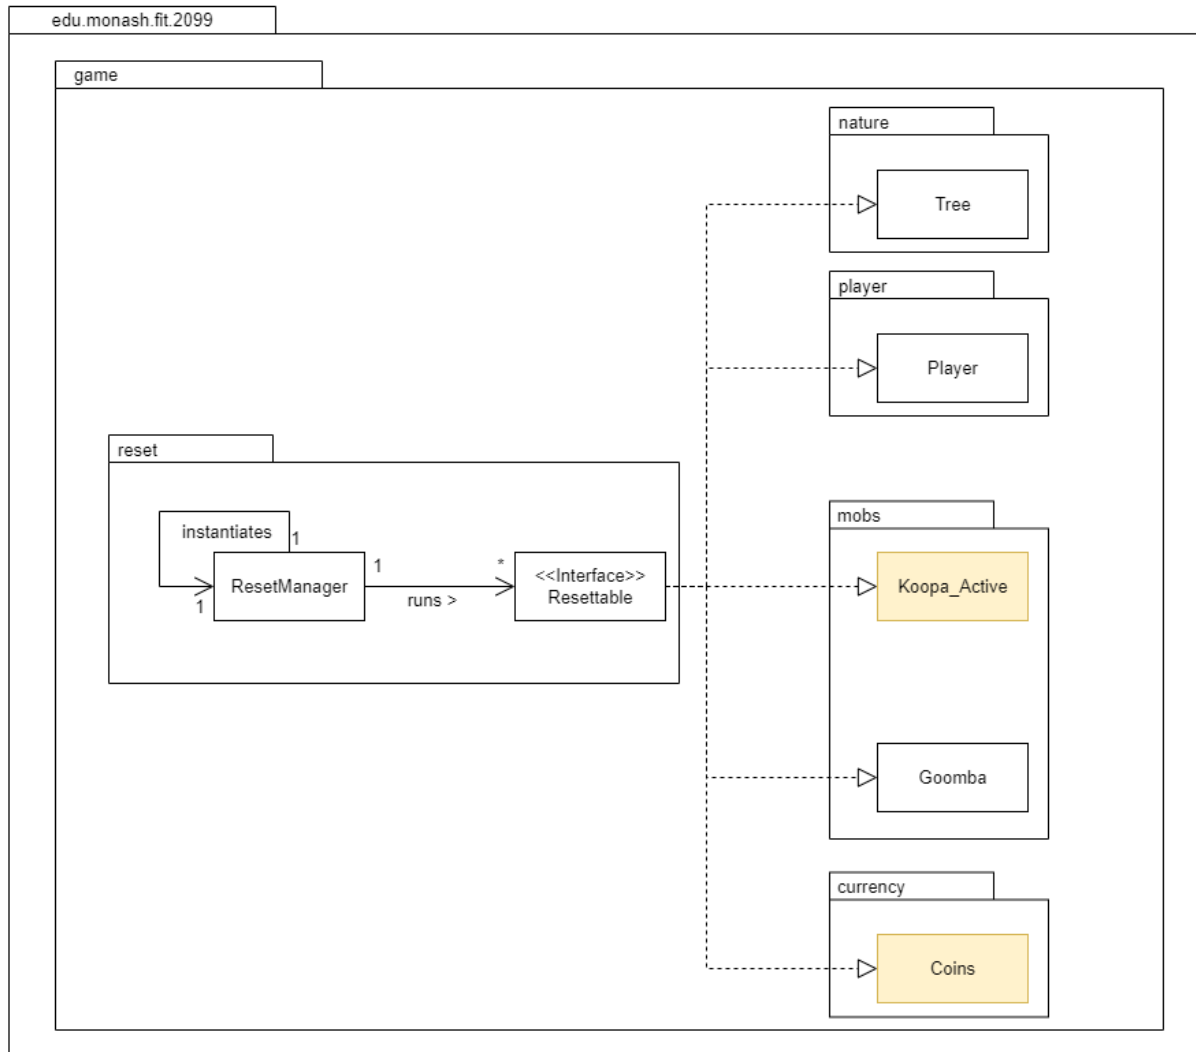 edu.monash.fit.2099
game
nature
Tree
player
Player
reset
instantiates
1
1
ResetManager
1
*
runs >
<<Interface>>
Resettable
mobs
Koopa_Active
Goomba
currency
Coins